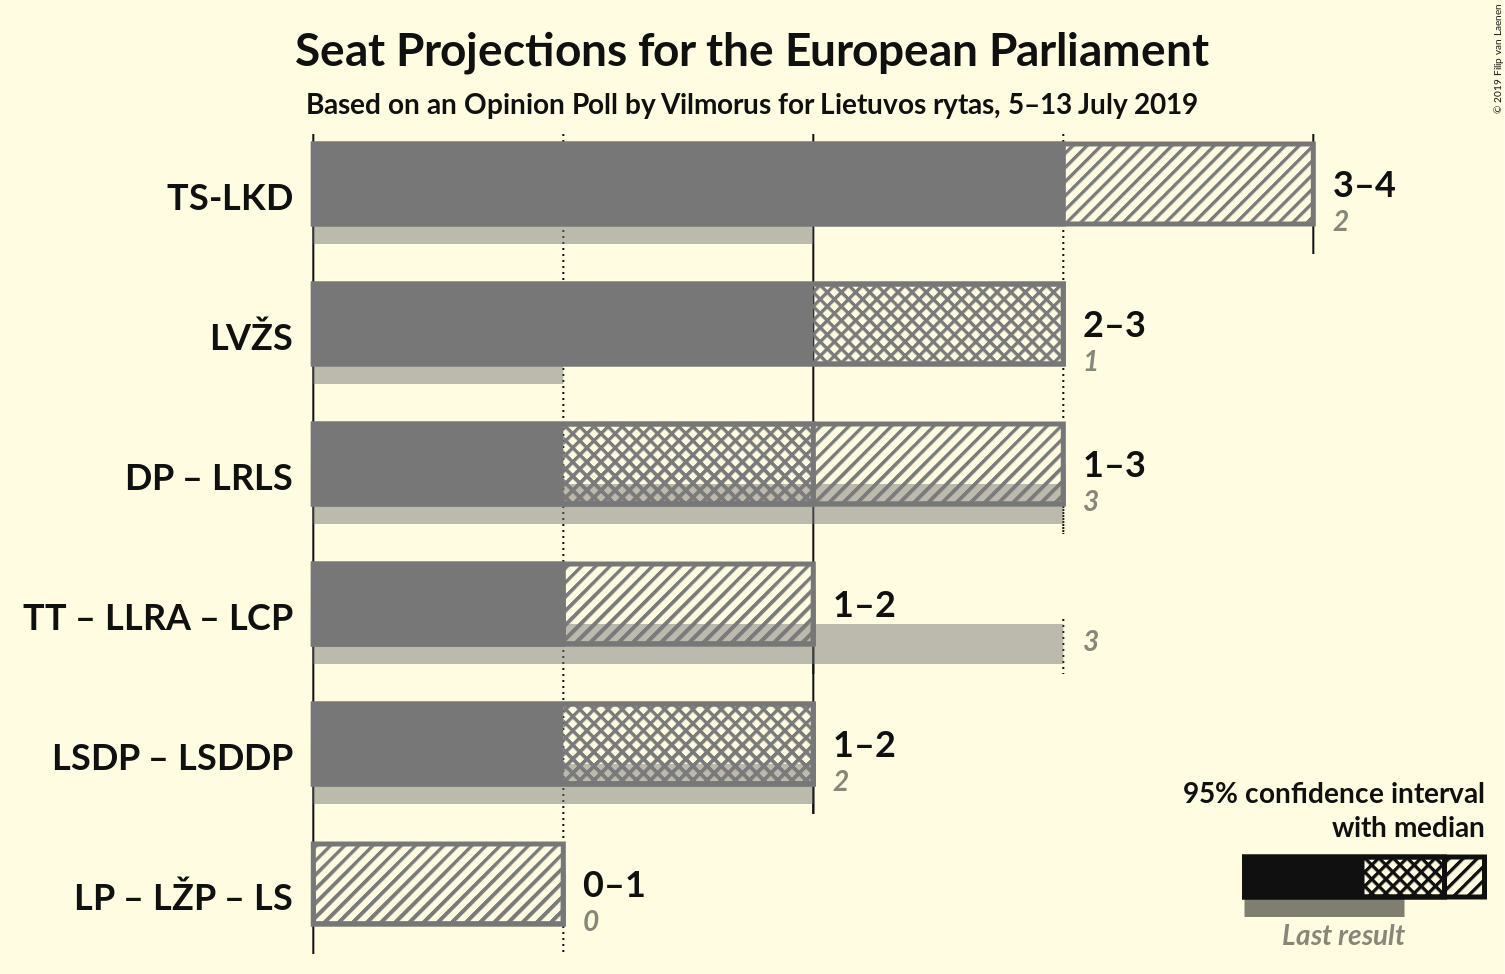 Seat Projections for the European Parliament
Based on an Opinion Poll by Vilmorus for Lietuvos rytas, 5–13 July 2019
© 2019 Filip van Laenen
TS-LKD
3–4
2
LVŽS
2–3
1
DP – LRLS
1–3
3
TT – LLRA – LCP
1–2
3
LSDP – LSDDP
1–2
2
LP – LŽP – LS
0–1
0
95% confidence interval
with median
Last result